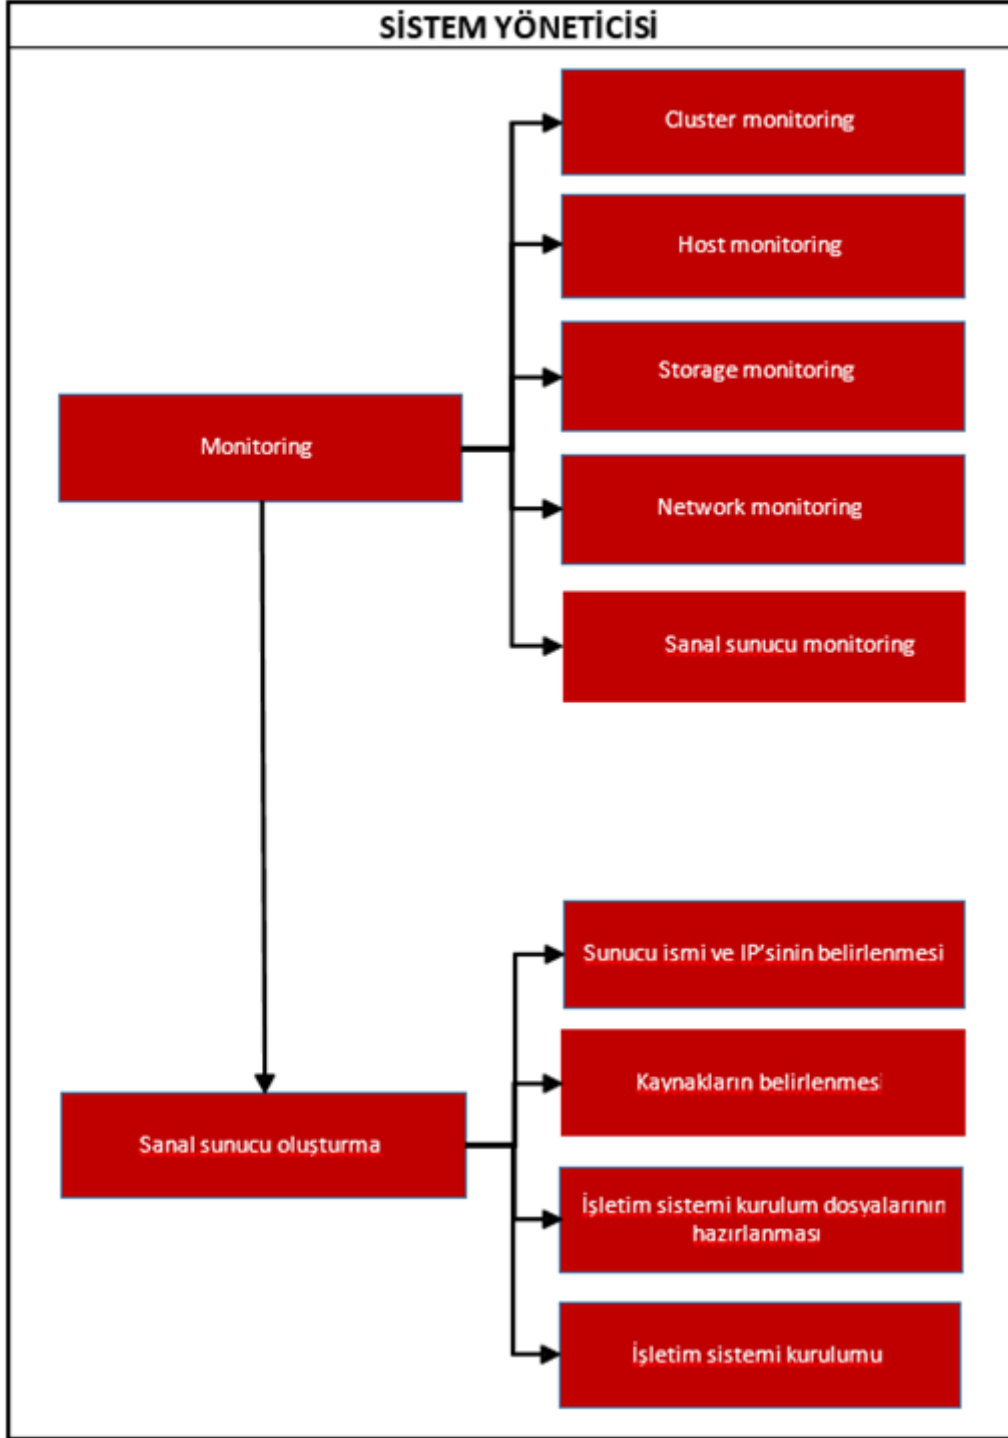 SİSTEM YÖNETİCİSİ
Cluster monitoring
Host monitoring
Storage monitoring
Monitoring
Network monitoring
Sanal sunucu monitoring
Sunucu ismi ve IP'sinin belirlenmesi
Kaynakların belirlenmesi
Sanal sunucu oluşturma
İşletim sistemi kurulum dosyalarının
hazırlanması
İşletim sistemi kurulumu